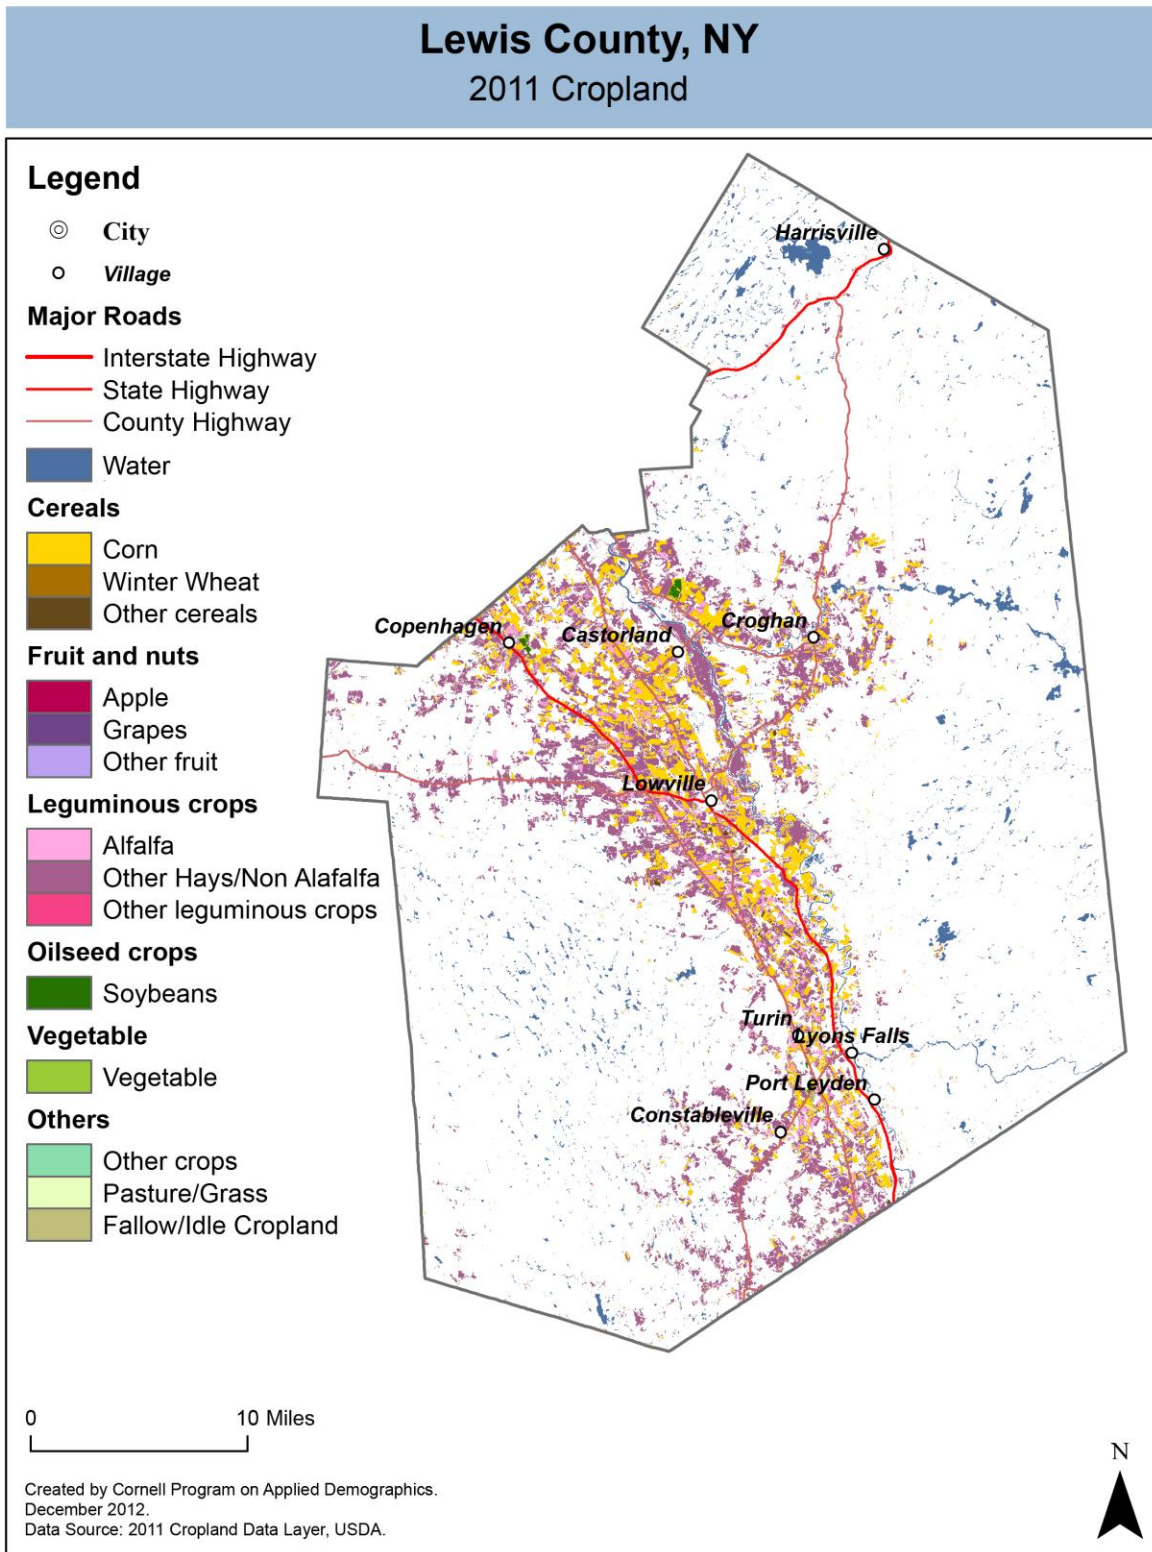 Lewis County, NY
2011 Cropland
Legend
City
Village
Major Roads
Interstate Highway
State Highway
County Highway
Water
Cereals
Corn
Winter Wheat
Other cereals
Fruit and nuts
Apple
Grapes
Other fruit
Leguminous crops
Alfalfa
Other Hays/Non Alafalfa
Other leguminous crops
Oilseed crops
Soybeans
Vegetable
Vegetable
Others
Other crops
Pasture/Grass
Fallow/Idle Cropland
Harrisville
Copenhagen
Castorland
Croghan
Lowville
Turin
Lyons Falls
Port Leyden
Constableville
0 10 Miles
Created by Cornell Program on Applied Demographics.
December 2012.
Data Source: 2011 Cropland Data Layer, USDA.
N